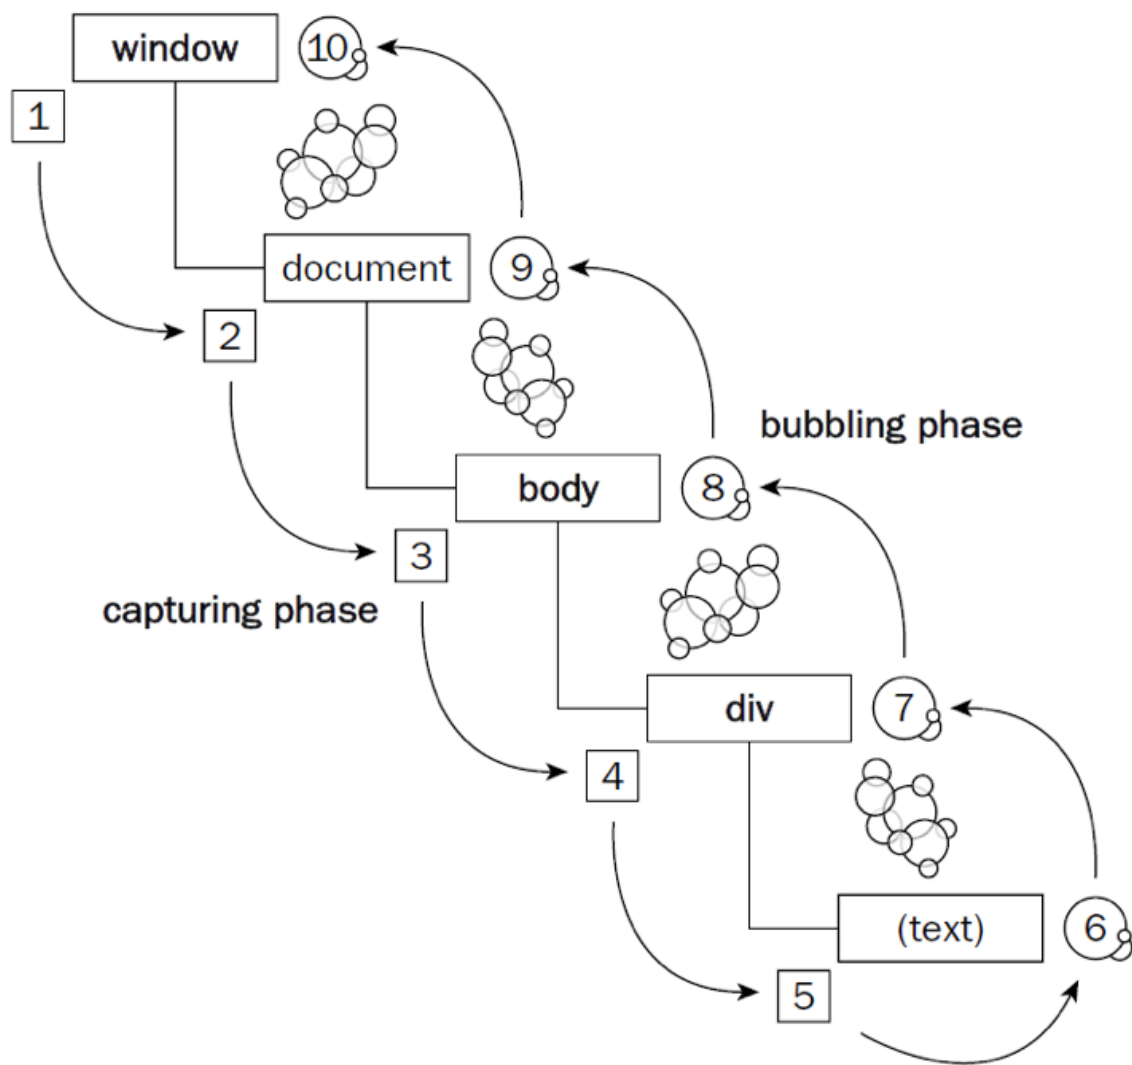 window
10
1
document
9
2
bubbling phase
body
8
3
capturing phase
div
7
4
(text)
6
5